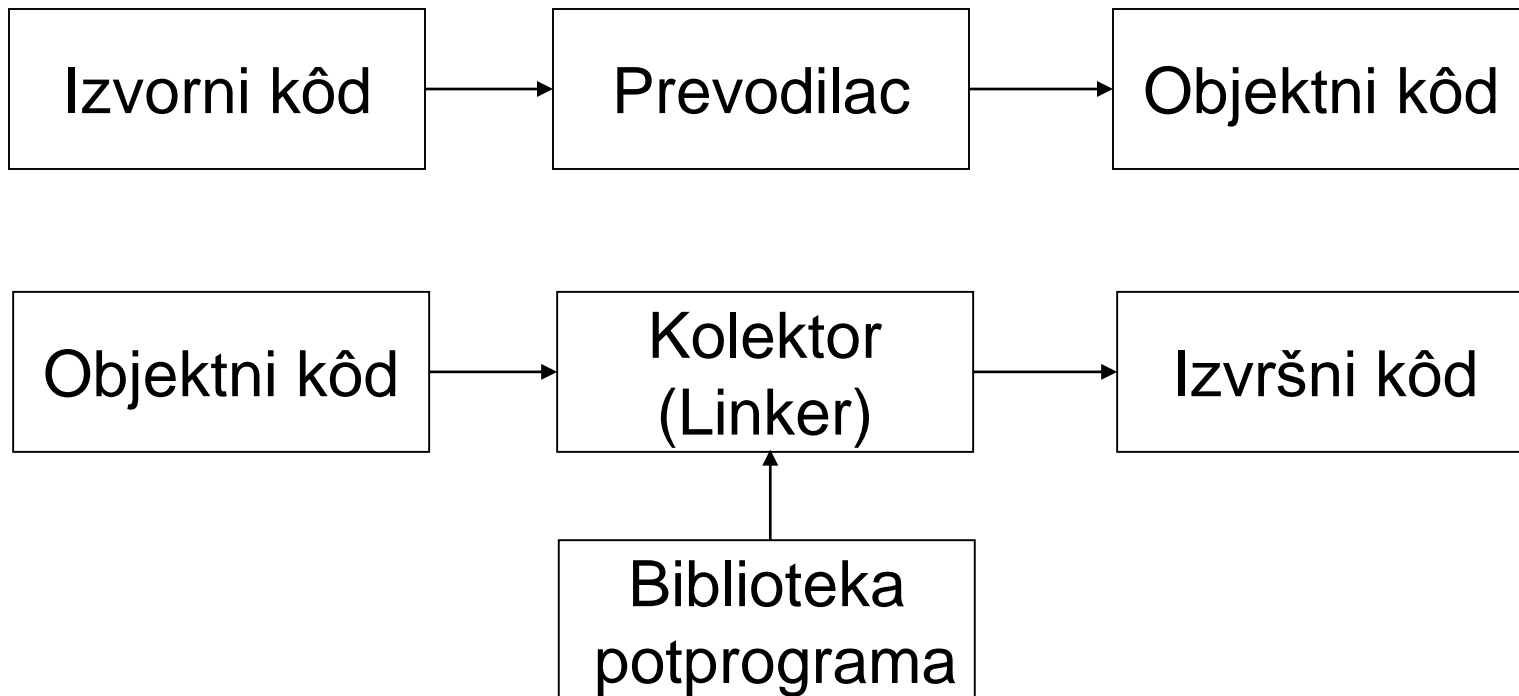 Izvorni kôd
Prevodilac
Objektni kôd
Objektni kôd
Kolektor
(Linker)
Izvršni kôd
Biblioteka
potprograma